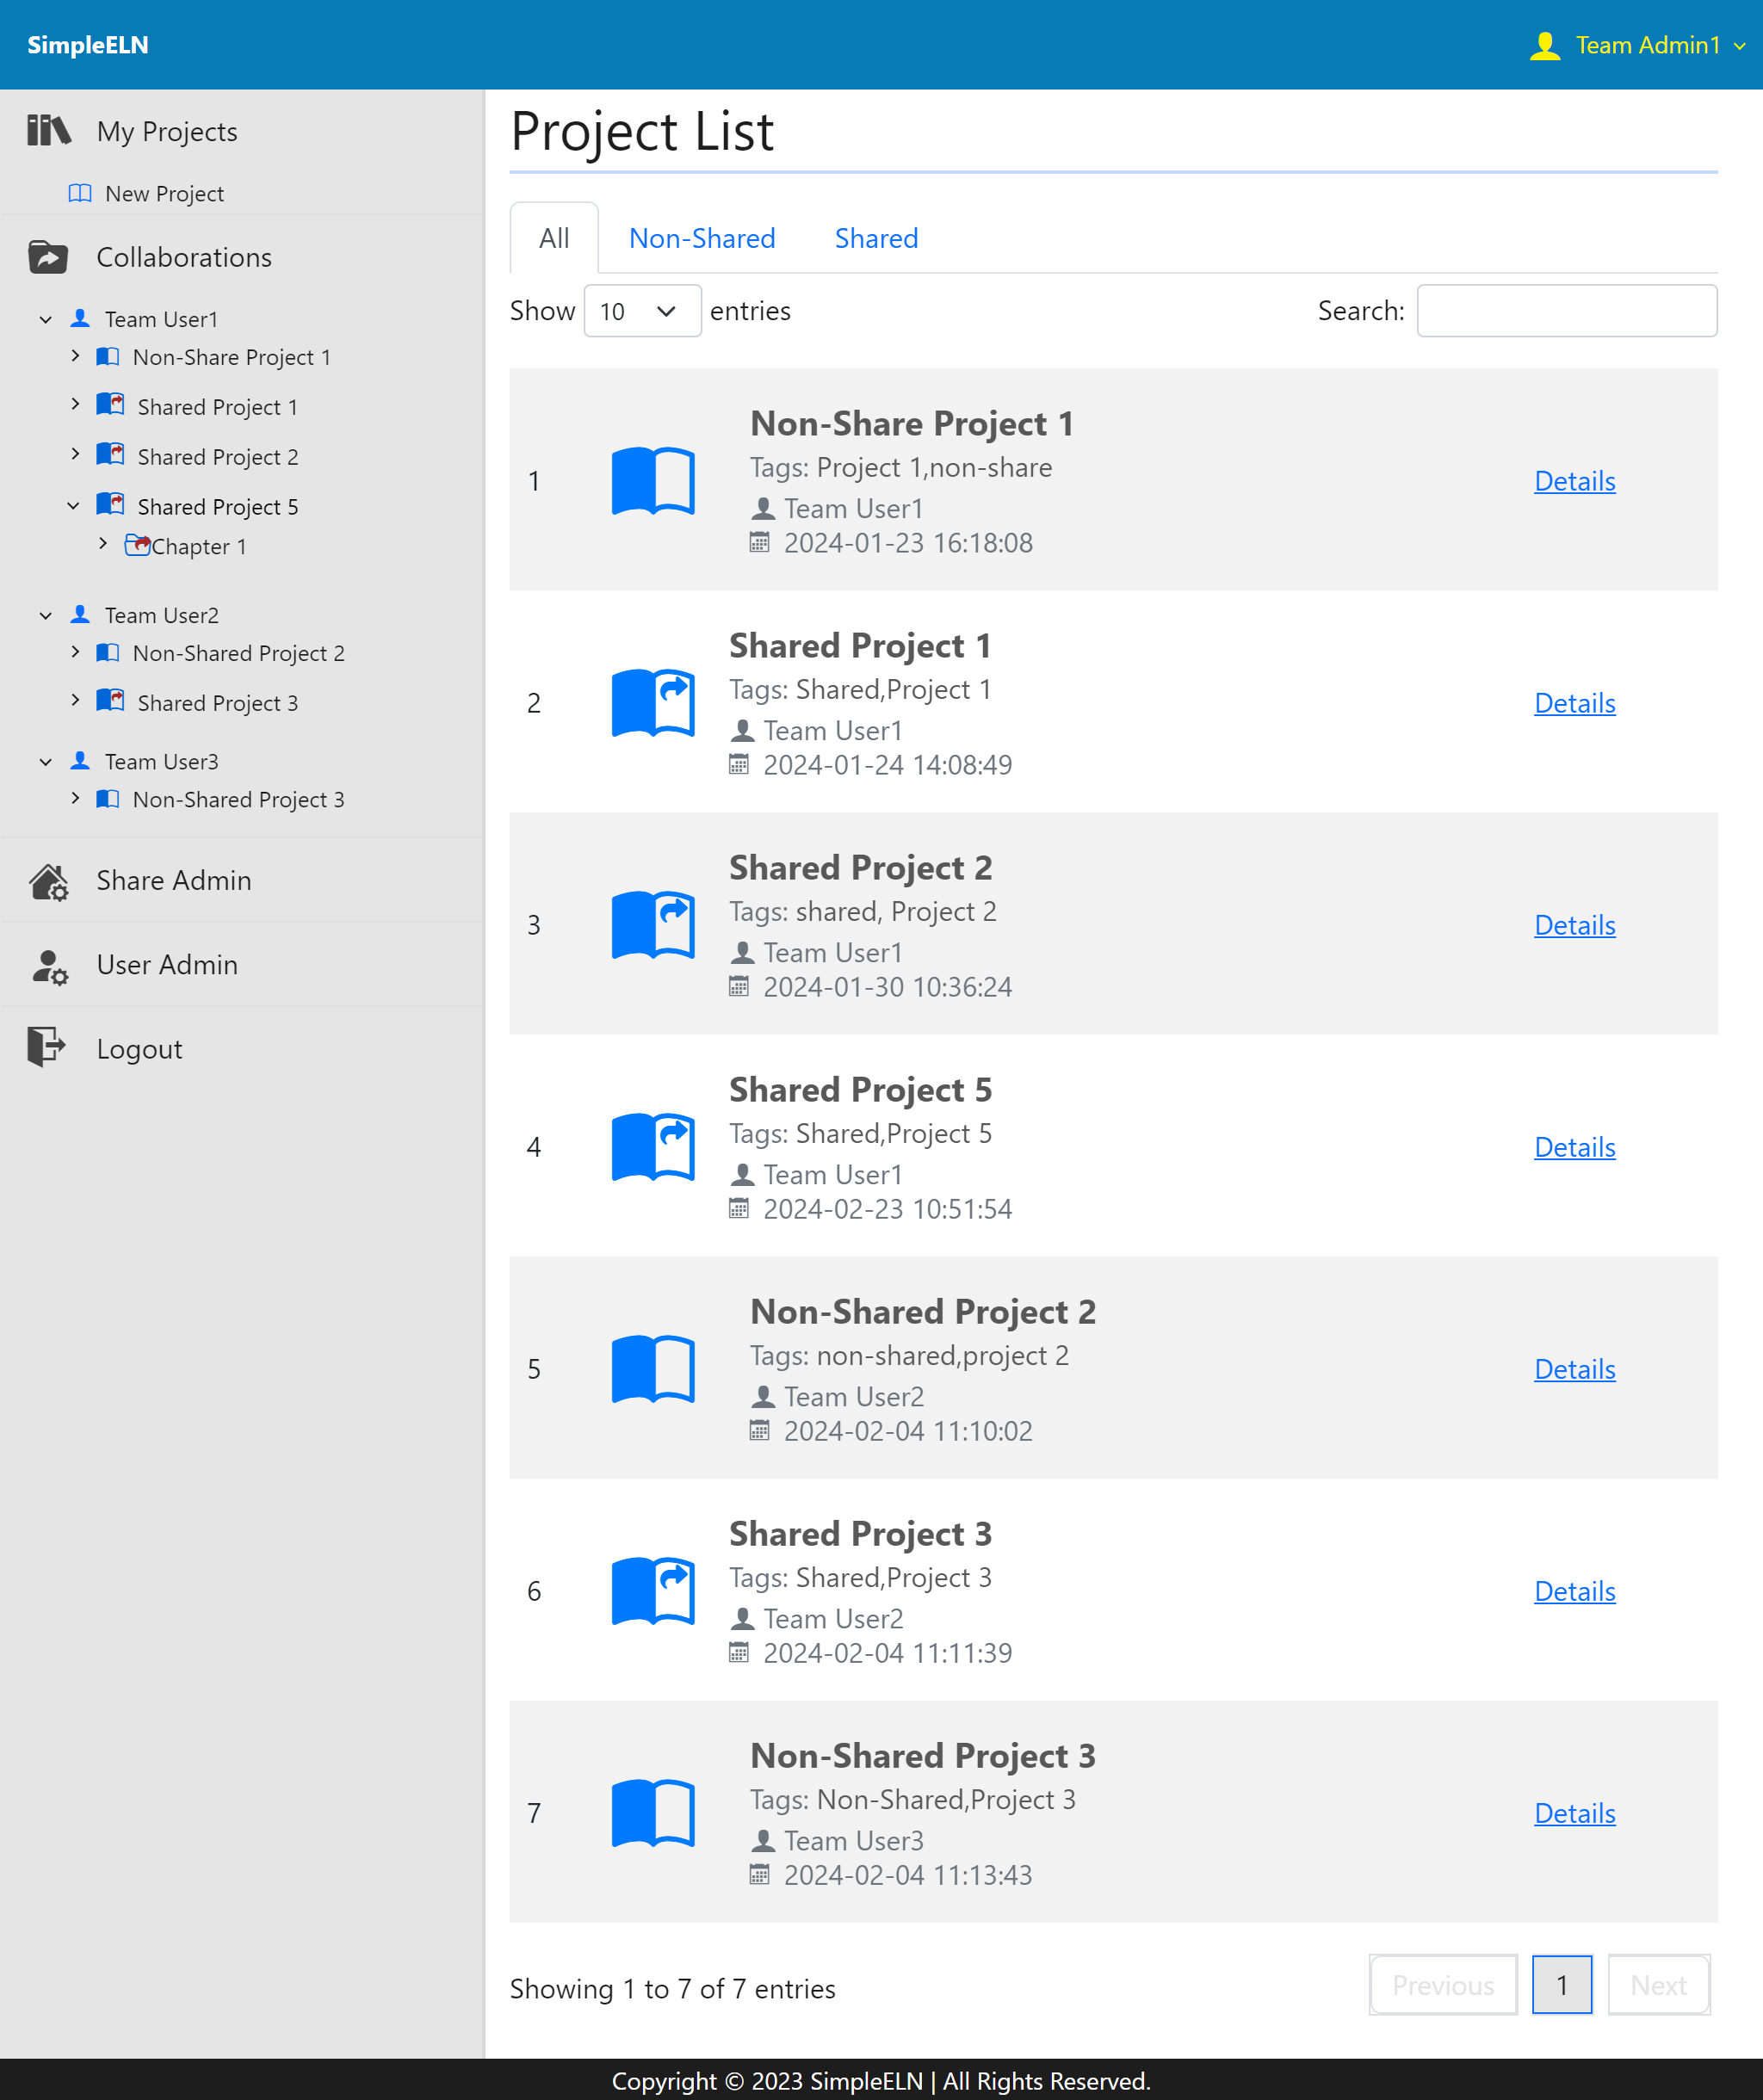 SimpleELN
Team Admin1
My Projects
New Project
Collaborations
Team User1
Non-Share Project 1
Shared Project 1
Shared Project 2
Shared Project 5
Chapter 1
Team User2
Non-Shared Project 2
Shared Project 3
Team User3
Non-Shared Project 3
Share Admin
User Admin
Logout
Project List
All Non-Shared Shared
Show 10 entries Search:
1
Non-Share Project 1
Tags: Project 1,non-share
Team User1
2024-01-23 16:18:08
Details
2
Shared Project 1
Tags: Shared,Project 1
Team User1
2024-01-24 14:08:49
Details
3
Shared Project 2
Tags: shared, Project 2
Team User1
2024-01-30 10:36:24
Details
4
Shared Project 5
Tags: Shared,Project 5
Team User1
2024-02-23 10:51:54
Details
5
Non-Shared Project 2
Tags: non-shared,project 2
Team User2
2024-02-04 11:10:02
Details
6
Shared Project 3
Tags: Shared,Project 3
Team User2
2024-02-04 11:11:39
Details
7
Non-Shared Project 3
Tags: Non-Shared,Project 3
Team User3
2024-02-04 11:13:43
Details
Showing 1 to 7 of 7 entries
Previous 1 Next
Copyright © 2023 SimpleELN | All Rights Reserved.